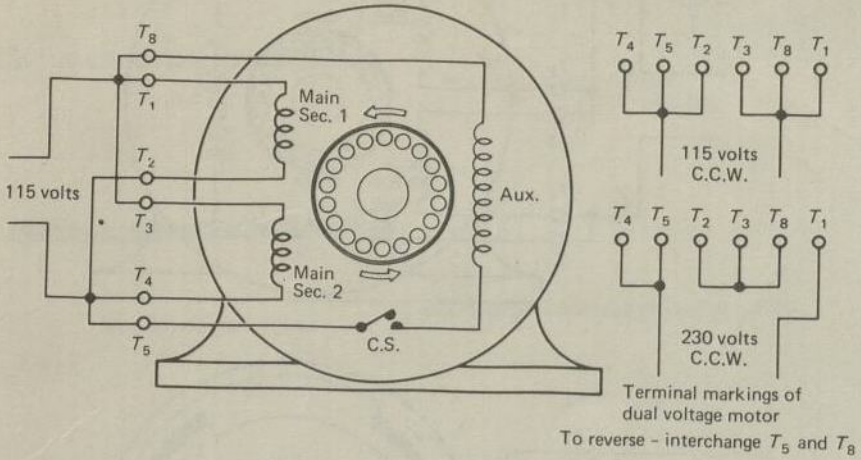 T8
T1
Main
Sec. 1
T2
115 volts
T3
Aux.
T4
Main
Sec. 2
T5
C.S.
T4 T5 T2 T3 T8 T1
115 volts
C.C.W.
T4 T5 T2 T3 T8 T1
230 volts
C.C.W.
Terminal markings of
dual voltage motor
To reverse - interchange T5 and T8